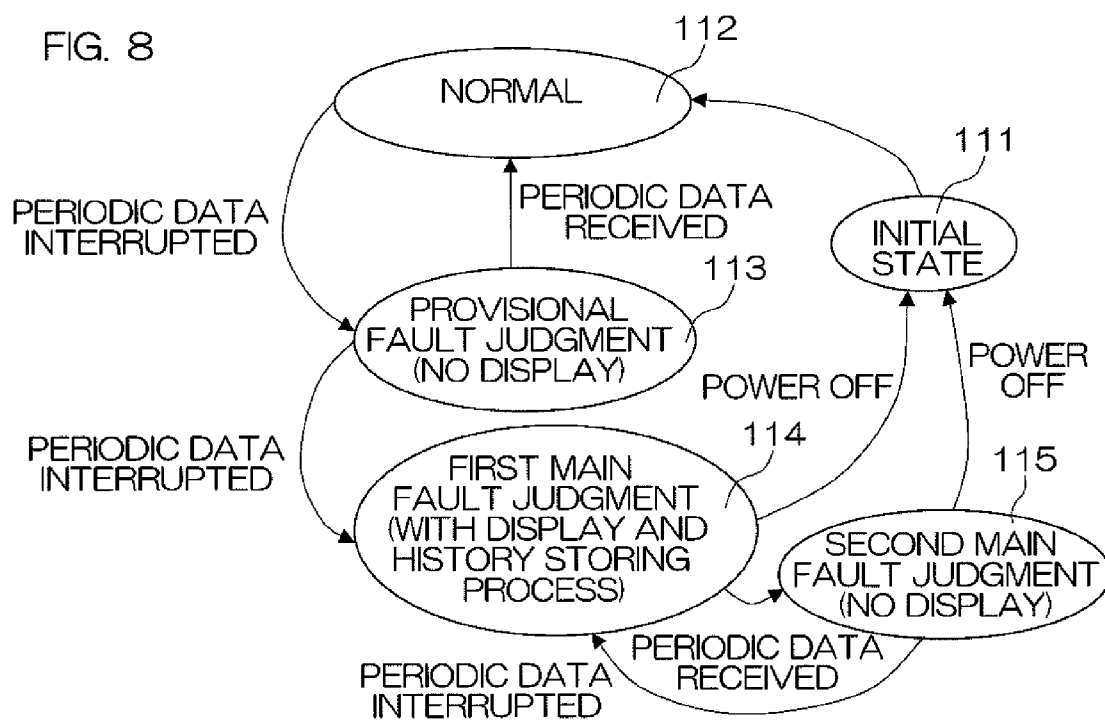 FIG. 8
112
NORMAL
111
PERIODIC DATA
INTERRUPTED
PERIODIC DATA
RECEIVED
INITIAL
STATE
113
PROVISIONAL
FAULT JUDGMENT
(NO DISPLAY)
POWER OFF
POWER
OFF
PERIODIC DATA
INTERRUPTED
114
FIRST MAIN
FAULT JUDGMENT
(WITH DISPLAY AND
HISTORY STORING
PROCESS)
115
SECOND MAIN
FAULT JUDGMENT
(NO DISPLAY)
PERIODIC DATA
RECEIVED
PERIODIC DATA
INTERRUPTED